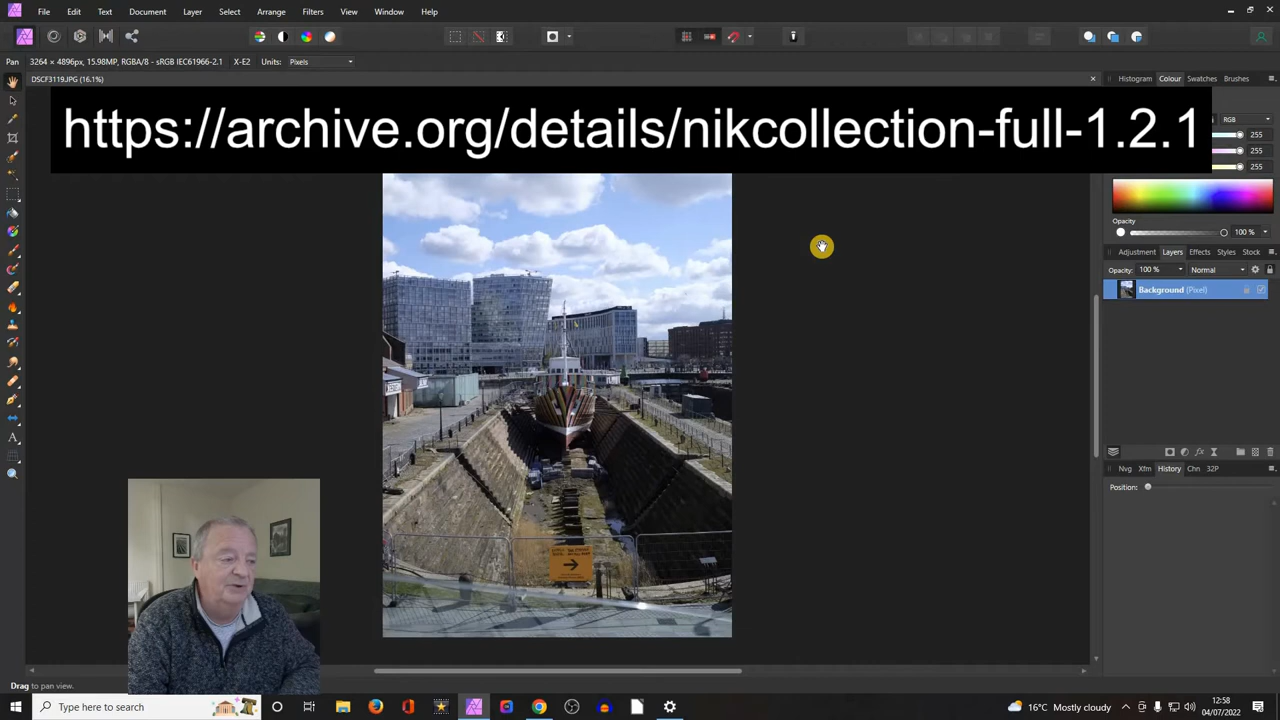 File Edit Text Document Layer Select Arrange Filters View Window Help
Pan 3264 × 4896px, 15.98MP, RGBA/8 - sRGB IEC61966-2.1 X-E2 Units: Pixels
DSCF3119.JPG (16.1%)
Histogram Colour Swatches Brushes
https://archive.org/details/nikcollection-full-1.2.1
RGB
255
255
255
Opacity
100 %
Adjustment Layers Effects Styles Stock
Opacity: 100 % Normal
Background (Pixel)
Nvg Xfm History Chn 32P
Position:
Drag to pan view.
Type here to search
16°C Mostly cloudy
12:58
04/07/2022